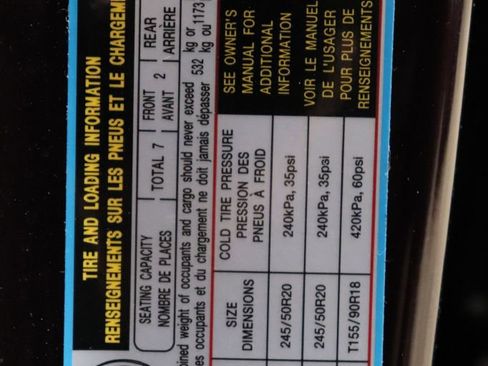 TIRE AND LOADING INFORMATION
RENSEIGNEMENTS SUR LES PNEUS ET LE CHARGEME
SEATING CAPACITY TOTAL 7 FRONT 2 REAR
NOMBRE DE PLACES AVANT ARRIÈRE
ined weight of occupants and cargo should never exceed 532 kg or
es occupants et du chargement ne doit jamais dépasser kg ou 1173
SIZE
DIMENSIONS
COLD TIRE PRESSURE
PRESSION DES
PNEUS À FROID
SEE OWNER'S
MANUAL FOR
ADDITIONAL
INFORMATION
VOIR LE MANUEL
DE L'USAGER
POUR PLUS DE
RENSEIGNEMENTS
245/50R20 240kPa, 35psi
245/50R20 240kPa, 35psi
T155/90R18 420kPa, 60psi